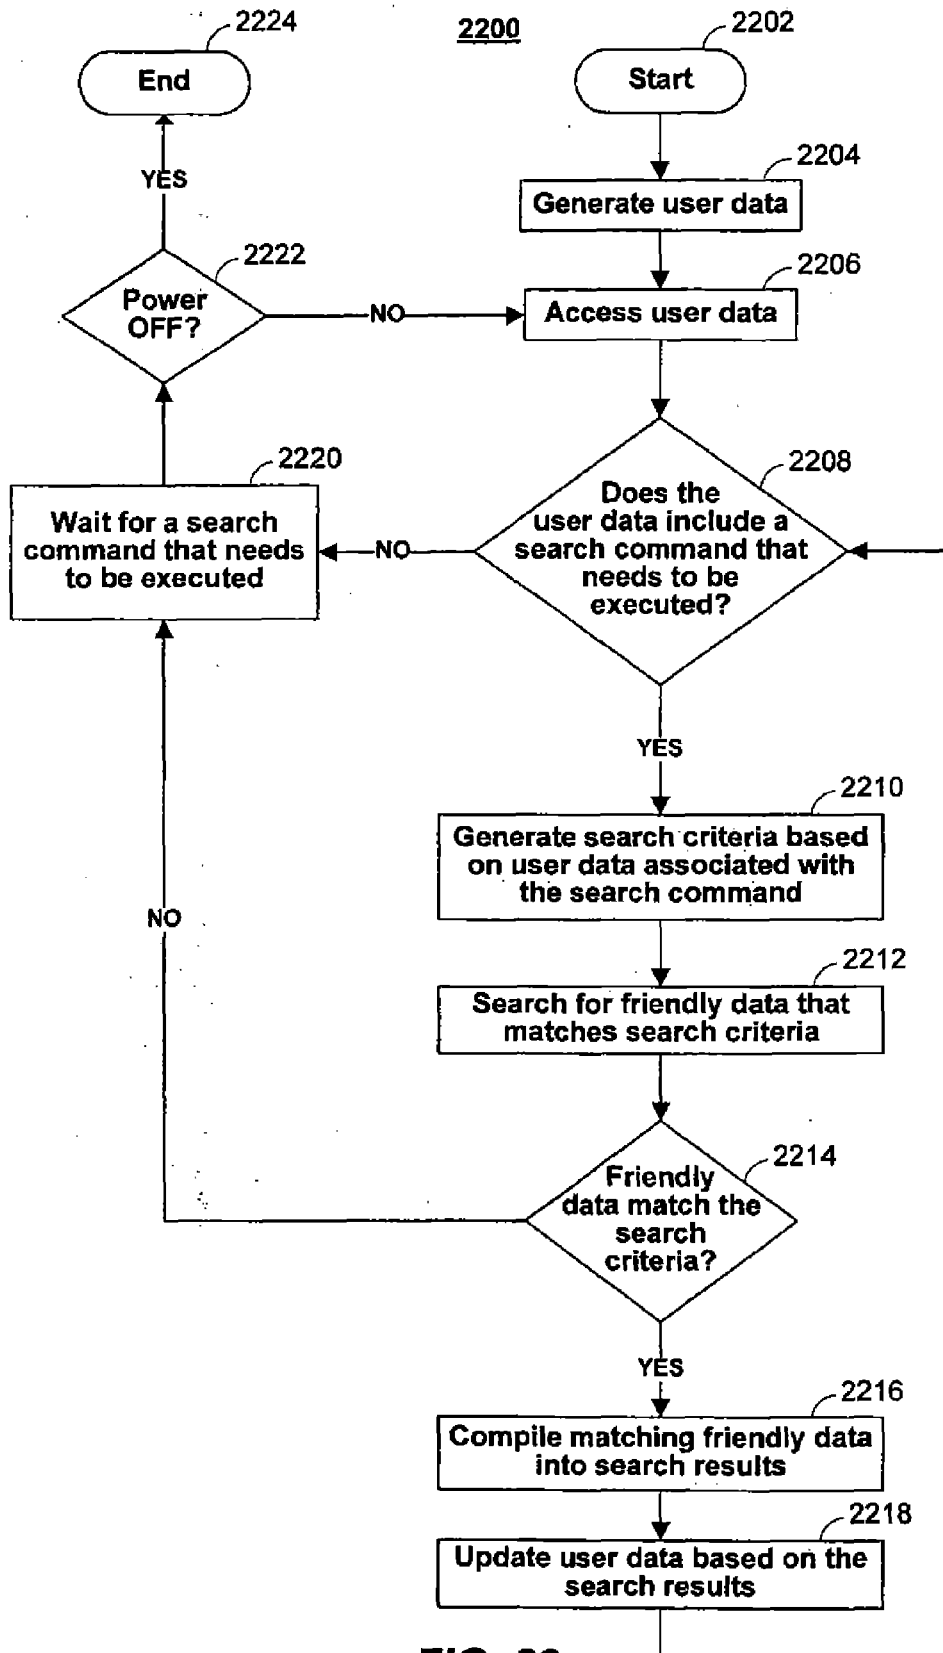 2224
2200
2202
End
Start
YES
2204
Generate user data
2222
2206
Power
OFF?
NO
Access user data
2220
2208
Wait for a search
command that needs
to be executed
NO
Does the
user data include a
search command that
needs to be
executed?
YES
2210
Generate search criteria based
on user data associated with
the search command
NO
2212
Search for friendly data that
matches search criteria
2214
Friendly
data match the
search
criteria?
YES
2216
Compile matching friendly data
into search results
2218
Update user data based on the
search results